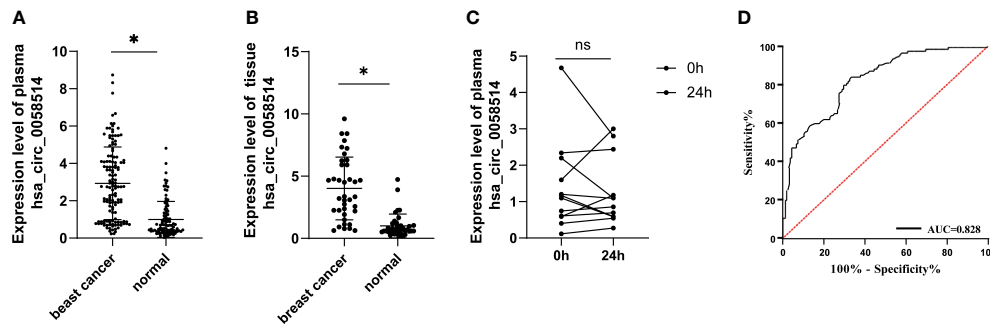 A
Expression level of plasma
hsa_circ_0058514
10
8
6
4
2
0
*
beast cancer
normal
B
Expression level of tissue
hsa_circ_0058514
15
10
5
0
*
breast cancer
normal
C
Expression level of plasma
hsa_circ_0058514
5
4
3
2
1
0
ns
0h
24h
0h
24h
D
Sensitivity%
100
80
60
40
20
0
0
20
40
60
80
10
AUC=0.828
100% - Specificity%